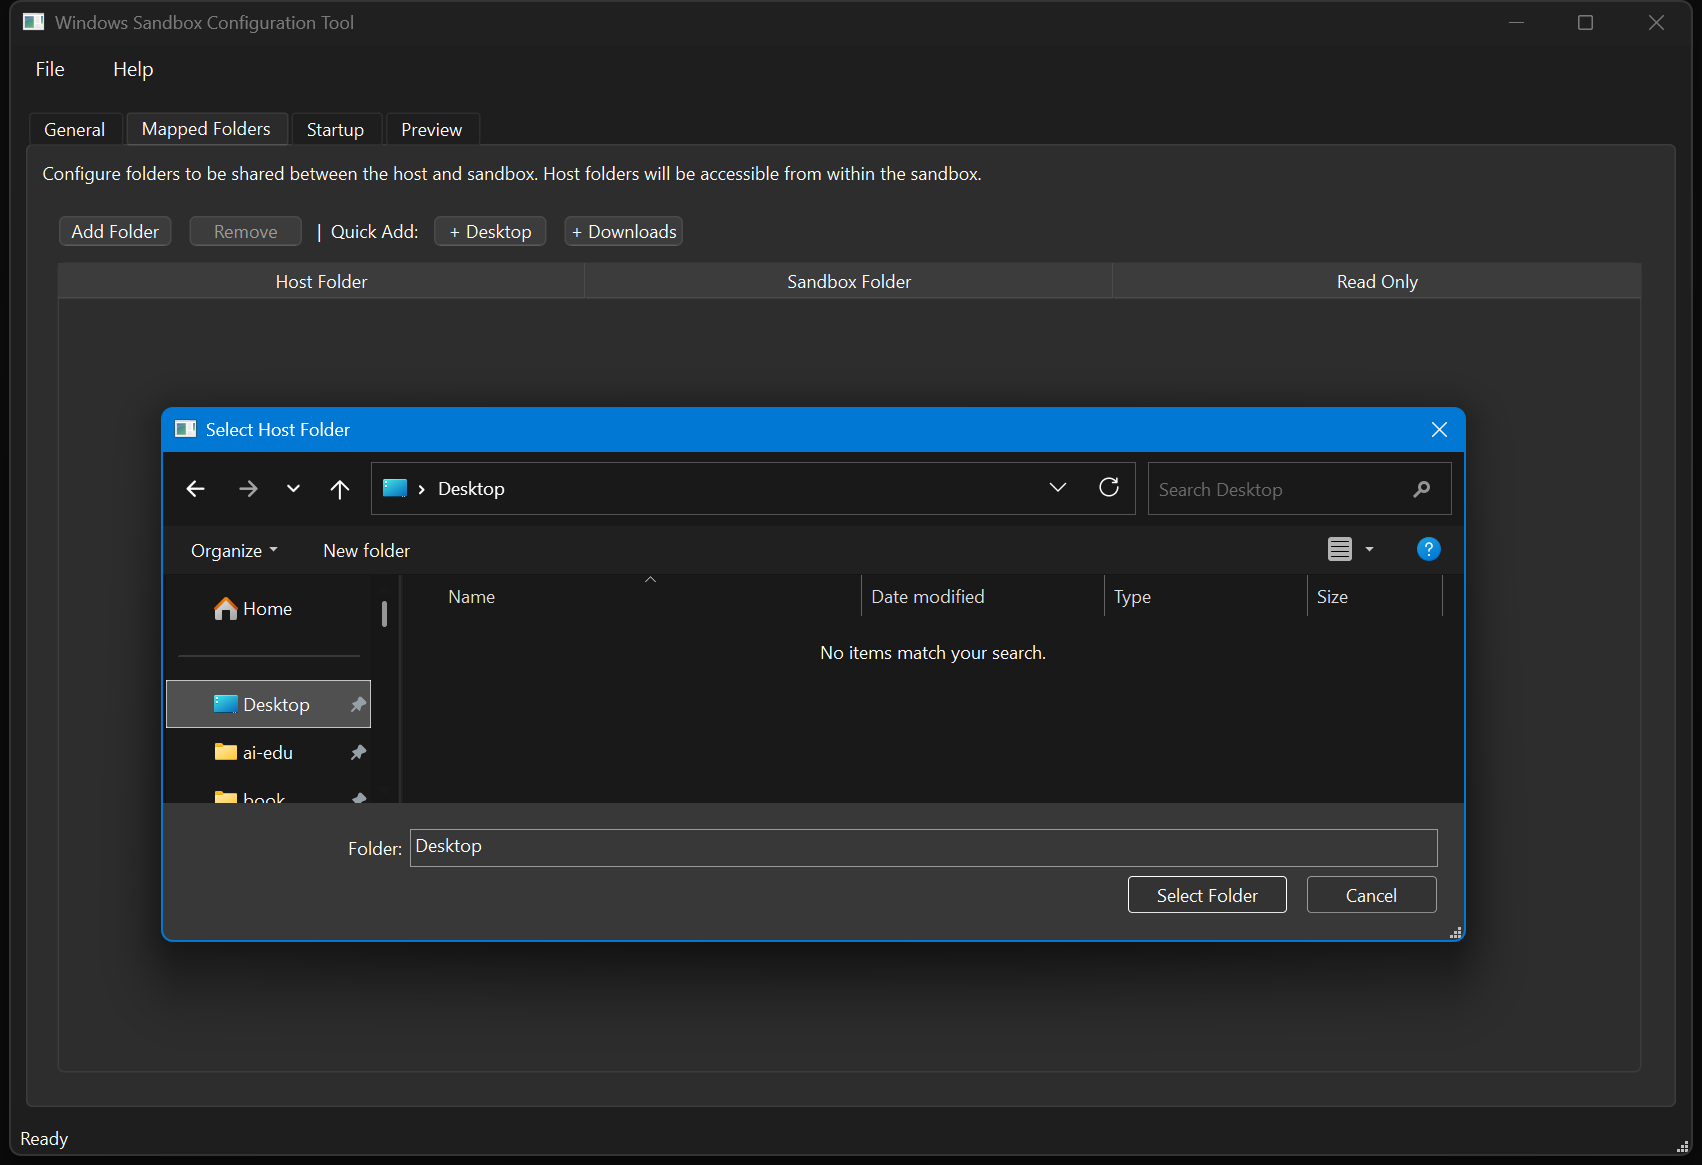 Windows Sandbox Configuration Tool
File Help
General Mapped Folders Startup Preview
Configure folders to be shared between the host and sandbox. Host folders will be accessible from within the sandbox.
Add Folder Remove | Quick Add: + Desktop + Downloads
Host Folder Sandbox Folder Read Only
Select Host Folder
› Desktop Search Desktop
Organize New folder ?
Name Date modified Type Size
Home
No items match your search.
Desktop
ai-edu
book
Folder: Desktop
Select Folder Cancel
Ready